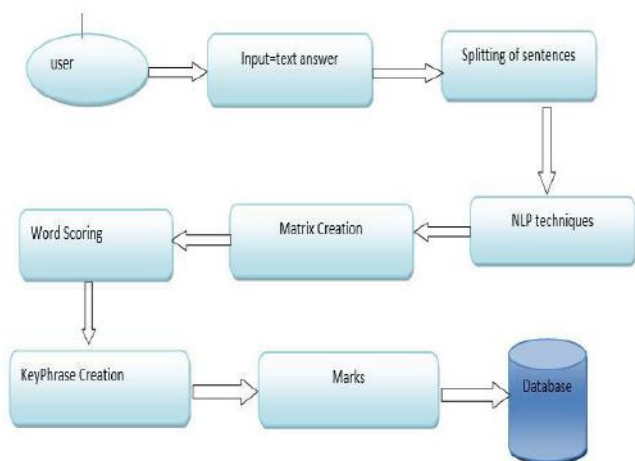 user
Input=text answer
Splitting of sentences
NLP techniques
Matrix Creation
Word Scoring
KeyPhrase Creation
Marks
Database